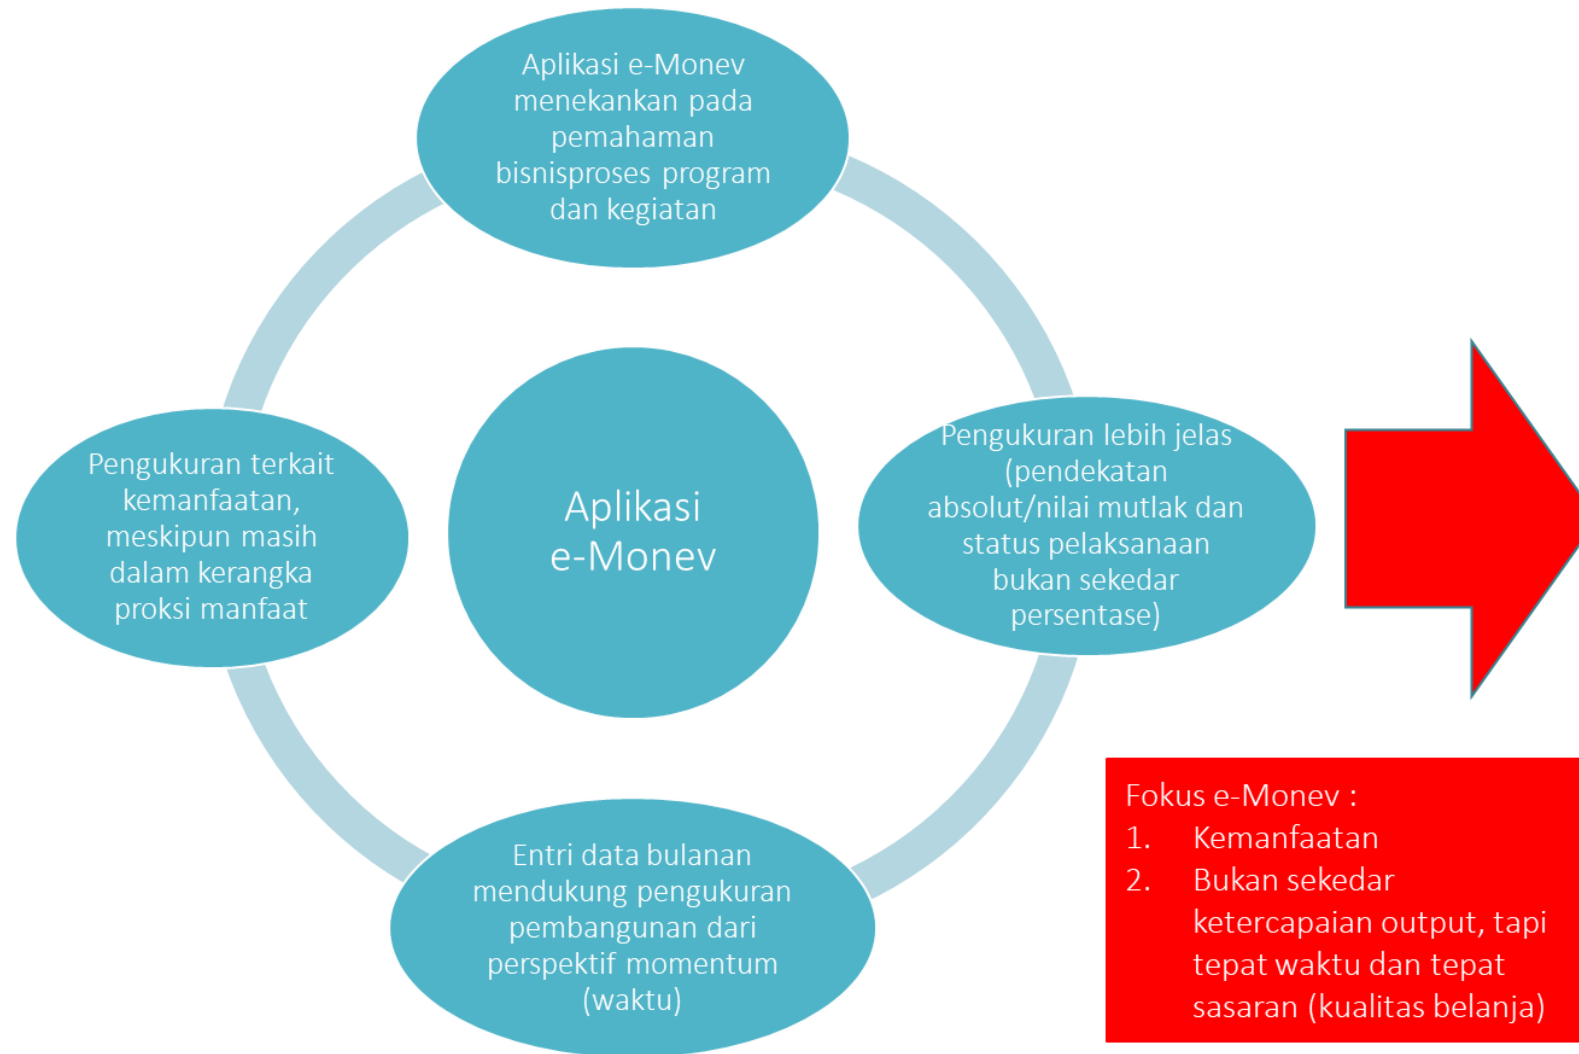 Aplikasi e-Monev
menekankan pada
pemahaman
bisnisproses program
dan kegiatan
Pengukuran terkait
kemanfaatan,
meskipun masih
dalam kerangka
proksi manfaat
Aplikasi
e-Monev
Pengukuran lebih jelas
(pendekatan
absolut/nilai mutlak dan
status pelaksanaan
bukan sekedar
persentase)
Entri data bulanan
mendukung pengukuran
pembangunan dari
perspektif momentum
(waktu)
Fokus e-Monev :
1. Kemanfaatan
2. Bukan sekedar
ketercapaian output, tapi
tepat waktu dan tepat
sasaran (kualitas belanja)